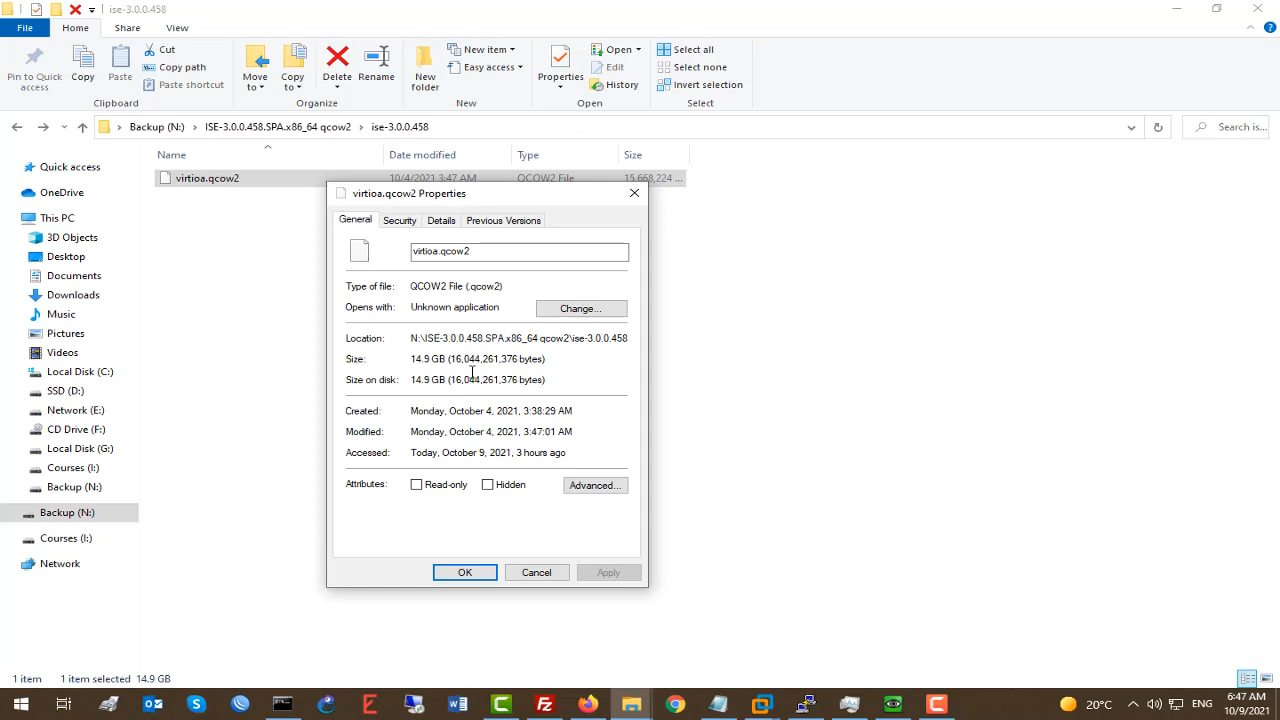 ise-3.0.0.458
File Home Share View
Pin to Quick access
Copy
Paste
Cut
Copy path
Paste shortcut
Move to
Copy to
Delete
Rename
New folder
New item
Easy access
Properties
Open
Edit
History
Select all
Select none
Invert selection
Clipboard Organize New Open Select
Backup (N:) ISE-3.0.0.458.SPA.x86_64 qcow2 ise-3.0.0.458
Search is...
Name Date modified Type Size
virtioa.qcow2 10/4/2021 3:47 AM QCOW2 File 15,668,224 ...
Quick access
OneDrive
This PC
3D Objects
Desktop
Documents
Downloads
Music
Pictures
Videos
Local Disk (C:)
SSD (D:)
Network (E:)
CD Drive (F:)
Local Disk (G:)
Courses (I:)
Backup (N:)
Backup (N:)
Courses (I:)
Network
virtioa.qcow2 Properties
General Security Details Previous Versions
virtioa.qcow2
Type of file: QCOW2 File (.qcow2)
Opens with: Unknown application Change...
Location: N:\ISE-3.0.0.458.SPA.x86_64 qcow2\ise-3.0.0.458
Size: 14.9 GB (16,044,261,376 bytes)
Size on disk: 14.9 GB (16,044,261,376 bytes)
Created: Monday, October 4, 2021, 3:38:29 AM
Modified: Monday, October 4, 2021, 3:47:01 AM
Accessed: Today, October 9, 2021, 3 hours ago
Attributes: Read-only Hidden Advanced...
OK Cancel Apply
1 item 1 item selected 14.9 GB
20°C ENG
6:47 AM
10/9/2021